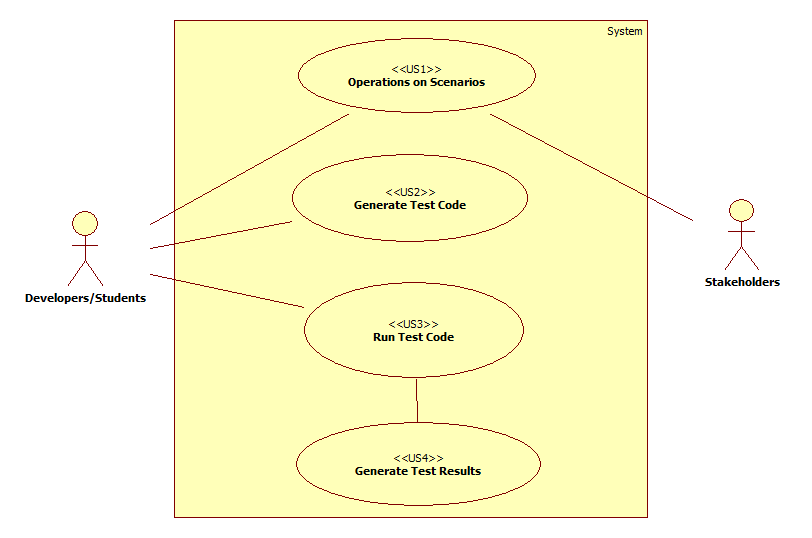 System
<<US1>>
Operations on Scenarios
<<US2>>
Generate Test Code
Developers/Students
Stakeholders
<<US3>>
Run Test Code
<<US4>>
Generate Test Results